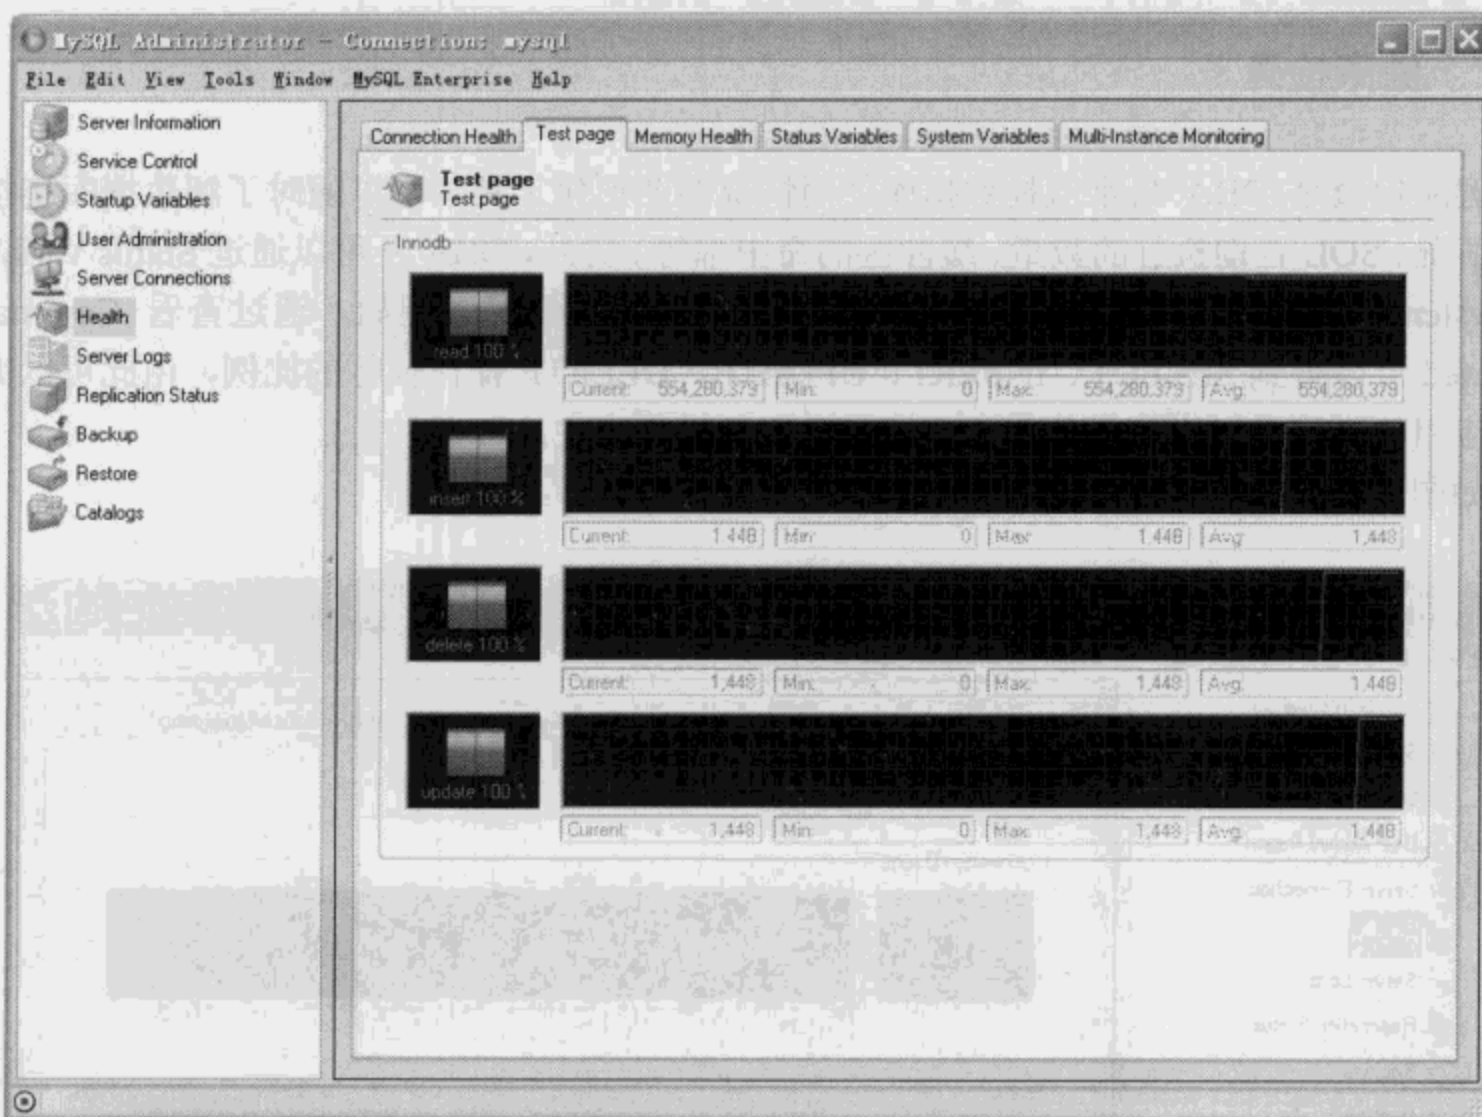 MySQL Administrator - Connection: mysql
File Edit View Tools Window MySQL Enterprise Help
Server Information
Service Control
Startup Variables
User Administration
Server Connections
Health
Server Logs
Replication Status
Backup
Restore
Catalogs
Connection Health Test page Memory Health Status Variables System Variables Multi-Instance Monitoring
Test page
Test page
Innodb
read 100 %
Current: 554,280,379 Min: 0 Max: 554,280,379 Avg: 554,280,379
insert 100 %
Current: 1,448 Min: 0 Max: 1,448 Avg: 1,448
delete 100 %
Current: 1,448 Min: 0 Max: 1,448 Avg: 1,448
update 100 %
Current: 1,448 Min: 0 Max: 1,448 Avg: 1,448